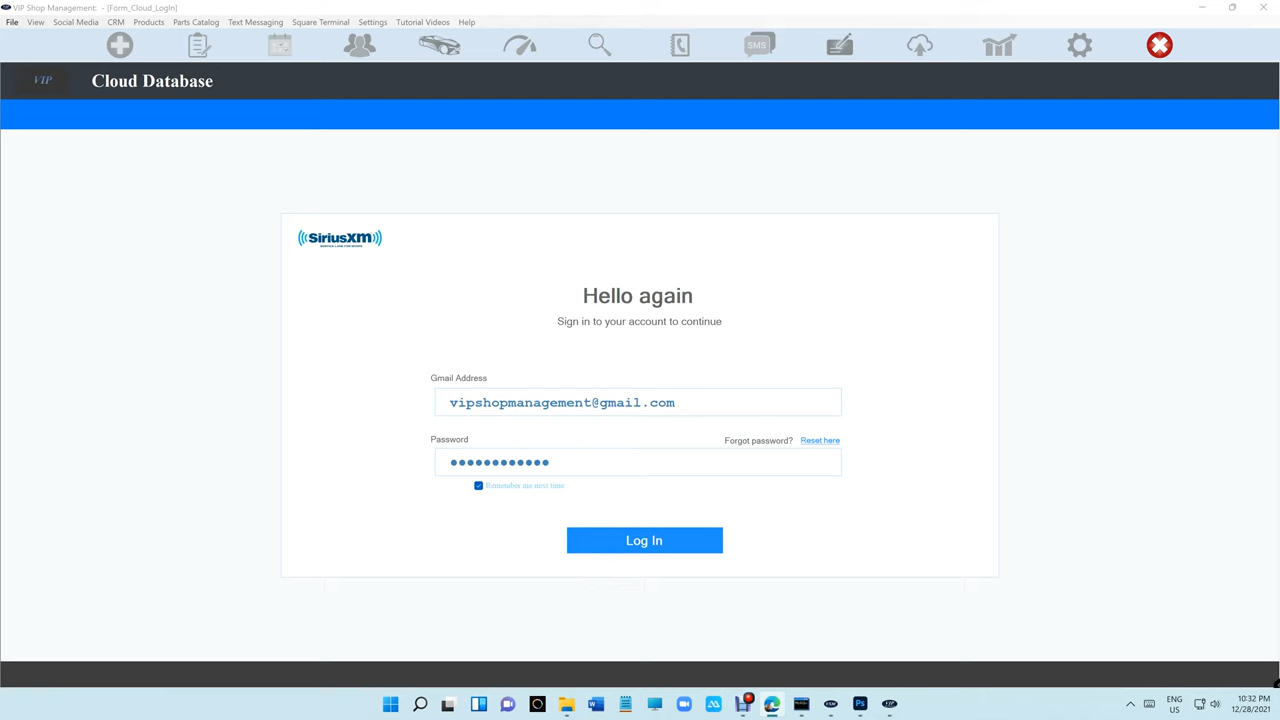 VIP Shop Management: - [Form_Cloud_LogIn]
File View Social Media CRM Products Parts Catalog Text Messaging Square Terminal Settings Tutorial Videos Help
SMS
VIP Cloud Database
SiriusXM
Hello again
Sign in to your account to continue
Gmail Address
vipshopmanagement@gmail.com
Password Forgot password? Reset here
Remember me next time
Log In
ENG
US
10:32 PM
12/28/2021